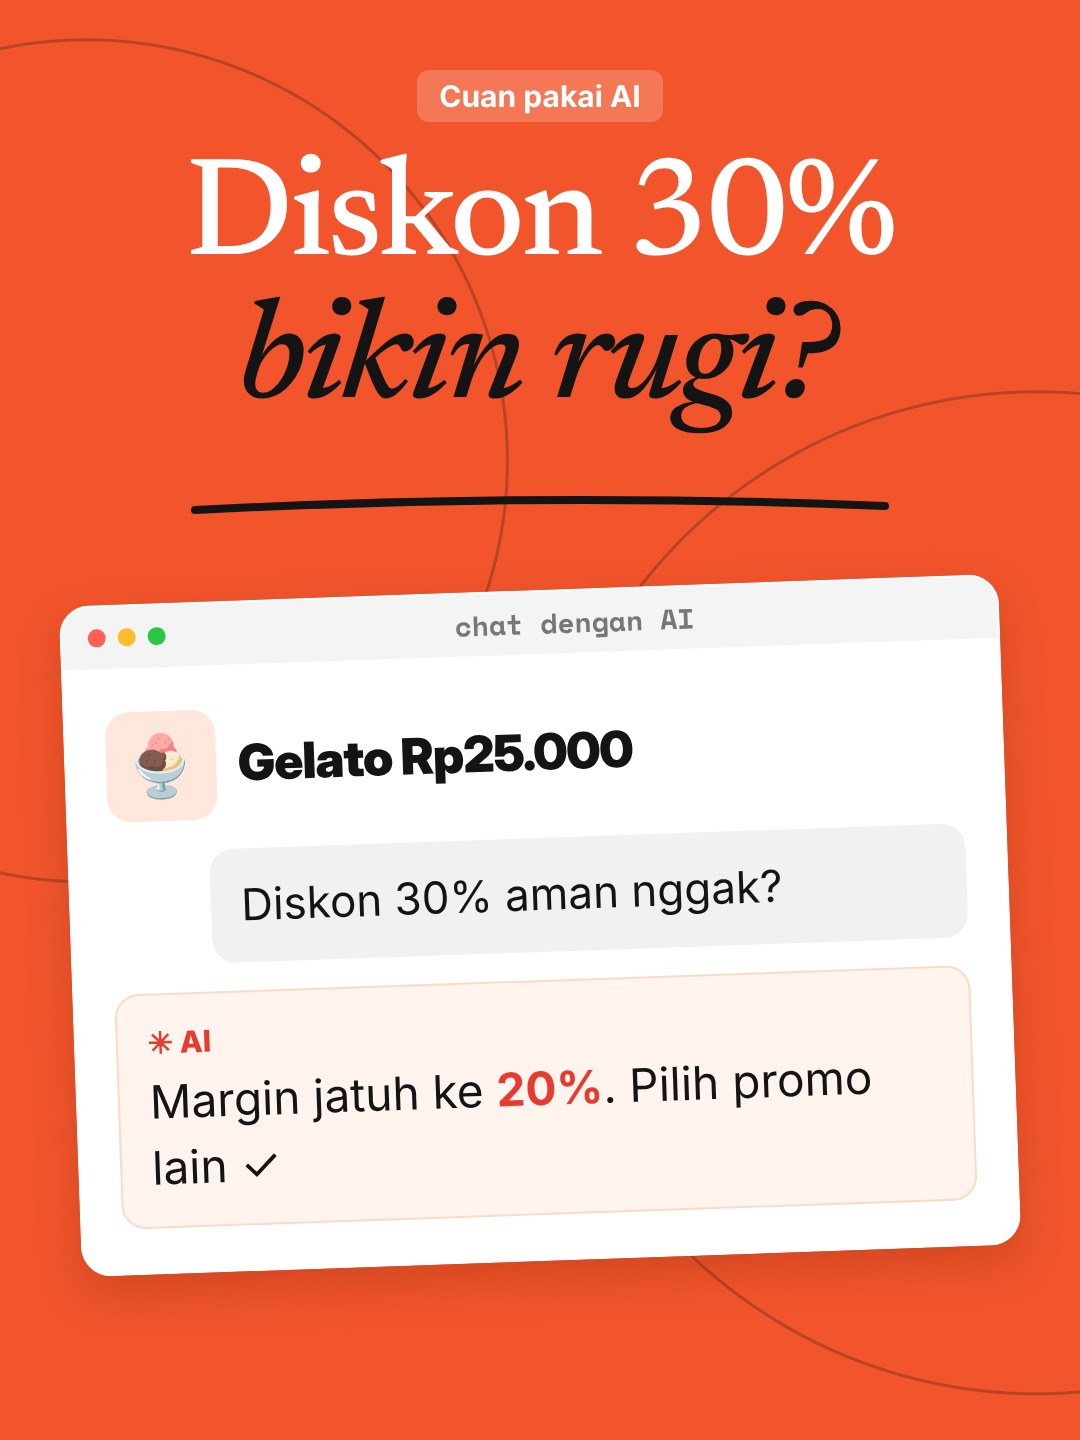 Cuan pakai AI
Diskon 30%
bikin rugi?
chat dengan AI
Gelato Rp25.000
Diskon 30% aman nggak?
✳ AI
Margin jatuh ke 20%. Pilih promo
lain ✓